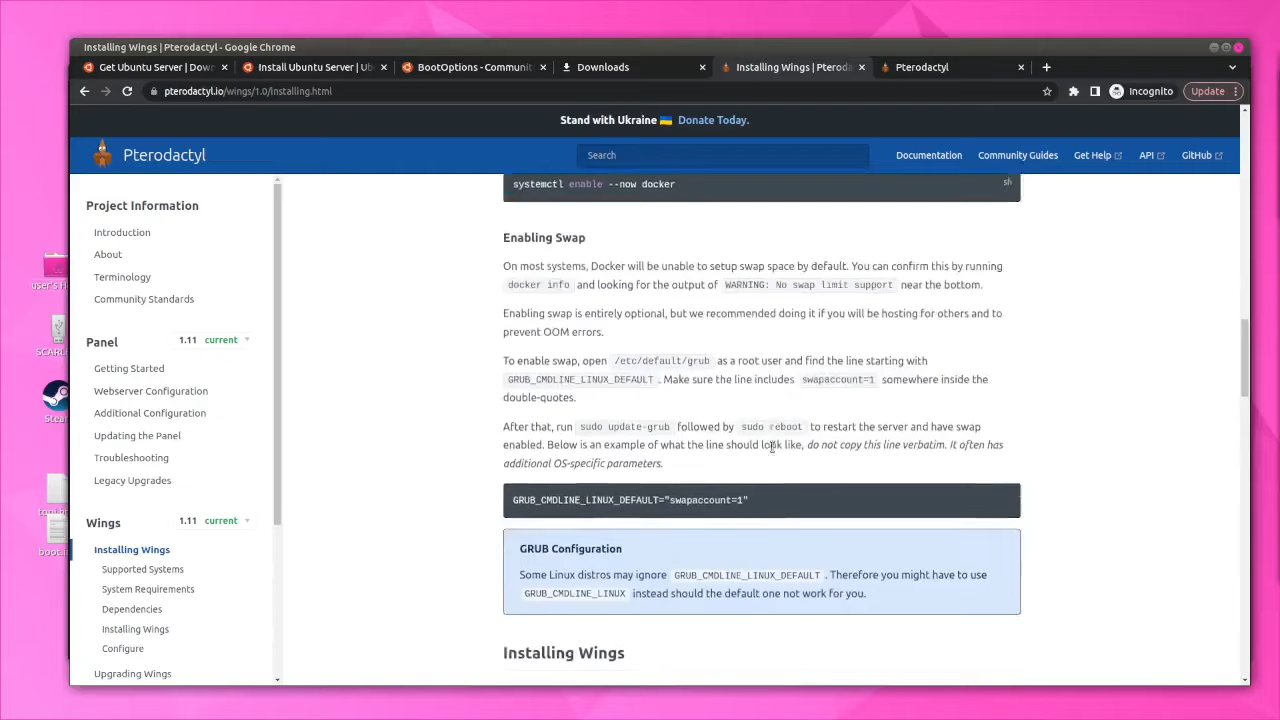 Installing Wings | Pterodactyl - Google Chrome
Get Ubuntu Server | Dow
Install Ubuntu Server | Ub
BootOptions - Communit
Downloads
Installing Wings | Pteroda
Pterodactyl
pterodactyl.io/wings/1.0/installing.html
Incognito
Update
Stand with Ukraine 🇺🇦 Donate Today.
Pterodactyl
Search
Documentation
Community Guides
Get Help
API
GitHub
Project Information
Introduction
About
Terminology
Community Standards
Panel
1.11 current
Getting Started
Webserver Configuration
Additional Configuration
Updating the Panel
Troubleshooting
Legacy Upgrades
Wings
1.11 current
Installing Wings
Supported Systems
System Requirements
Dependencies
Installing Wings
Configure
Upgrading Wings
systemctl enable --now docker
sh
Enabling Swap
On most systems, Docker will be unable to setup swap space by default. You can confirm this by running
docker info and looking for the output of WARNING: No swap limit support near the bottom.
Enabling swap is entirely optional, but we recommended doing it if you will be hosting for others and to
prevent OOM errors.
To enable swap, open /etc/default/grub as a root user and find the line starting with
GRUB_CMDLINE_LINUX_DEFAULT . Make sure the line includes swapaccount=1 somewhere inside the
double-quotes.
After that, run sudo update-grub followed by sudo reboot to restart the server and have swap
enabled. Below is an example of what the line should look like, do not copy this line verbatim. It often has
additional OS-specific parameters.
GRUB_CMDLINE_LINUX_DEFAULT="swapaccount=1"
GRUB Configuration
Some Linux distros may ignore GRUB_CMDLINE_LINUX_DEFAULT . Therefore you might have to use
GRUB_CMDLINE_LINUX instead should the default one not work for you.
Installing Wings
user's H
SCARL
Stea
boot.i